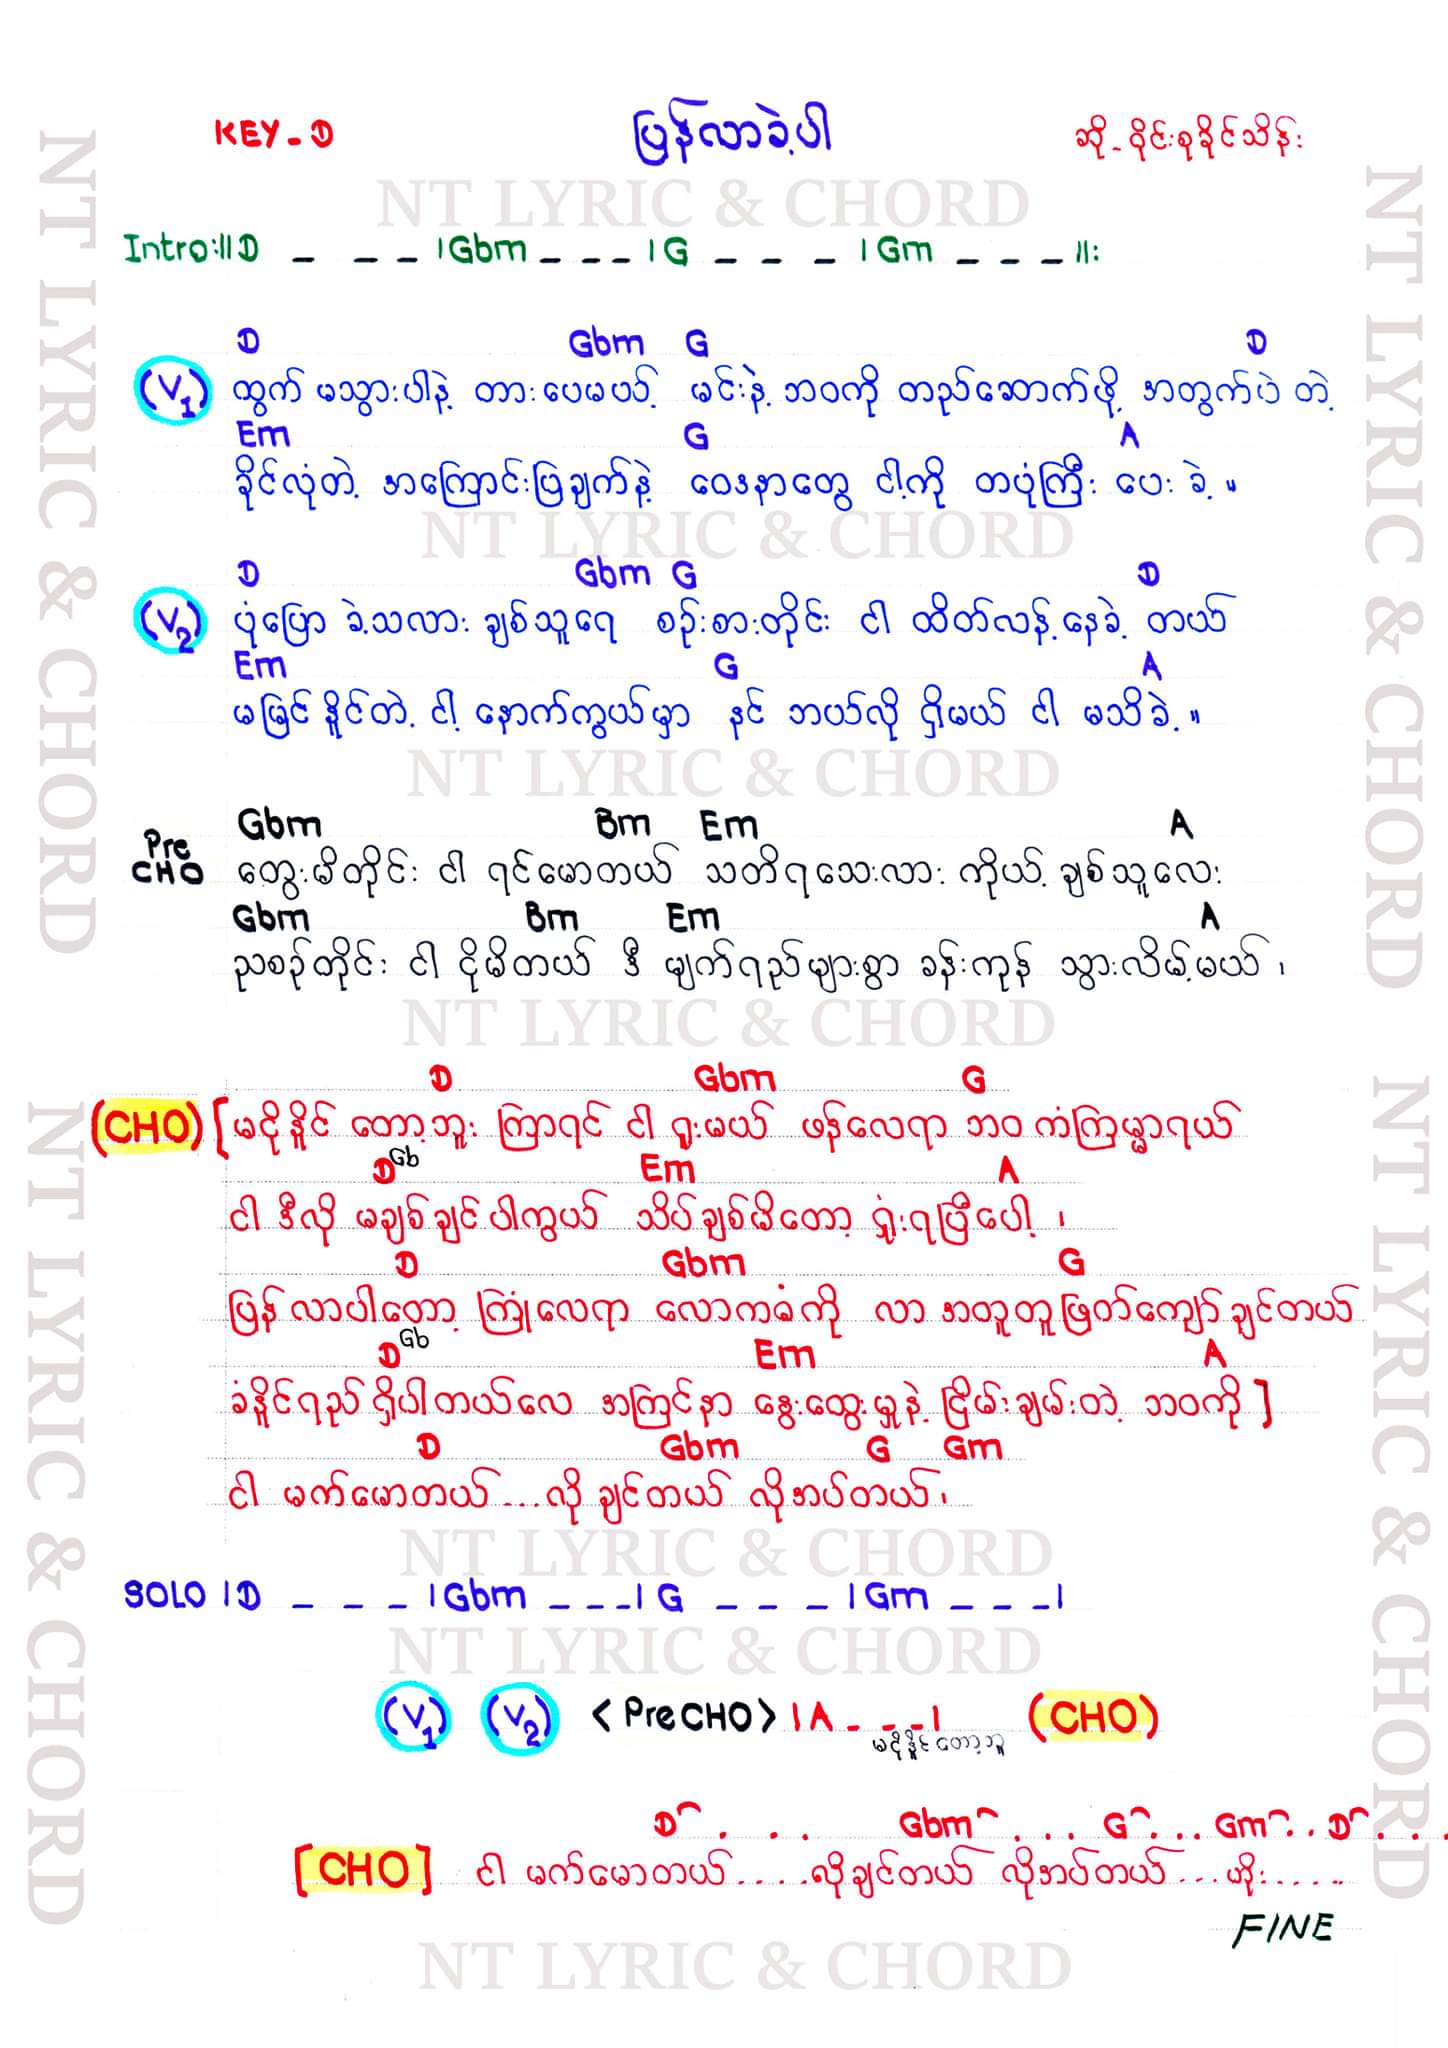 KEY - D
ပြန်လာခဲ့ပါ
ဆို - ဝိုင်းစုခိုင်သိန်း
NT LYRIC & CHORD
Intro:|| D _ _ _ | Gbm _ _ _ | G _ _ _ | Gm _ _ _ ||:
D Gbm G D
(V1) ထွက် မသွားပါနဲ့ တားပေမယ့် မင်းနဲ့ ဘဝကို တည်ဆောက်ဖို့ အတွက်ပဲ တဲ့
Em G A
ခိုင်လုံတဲ့ အကြောင်းပြချက်နဲ့ ဝေဒနာတွေ ငါ့ကို တပုံကြီး ပေး ခဲ့ ။
NT LYRIC & CHORD
D Gbm G D
(V2) ပုံပြော ခဲ့သလား ချစ်သူရေ စဉ်းစားတိုင်း ငါ ထိတ်လန့်နေခဲ့ တယ်
Em G A
မမြင် နိူင်တဲ့ ငါ့ နောက်ကွယ်မှာ နင် ဘယ်လို ရှိမယ် ငါ မသိခဲ့ ။
NT LYRIC & CHORD
Gbm Bm Em A
Pre CHO တွေးမိတိုင်း ငါ ရင်မောတယ် သတိရသေးလား ကိုယ့် ချစ်သူလေး
Gbm Bm Em A
ညစဉ်တိုင်း ငါ ငိုမိတယ် ဒီ မျက်ရည်များစွာ ခန်းကုန် သွားလိမ့်မယ် ၊
NT LYRIC & CHORD
D Gbm G
(CHO) [ မငိုနိူင် တော့ဘူး ကြာရင် ငါ ရူးမယ် ဖန်လေရာ ဘဝ ကံကြမ္မာရယ်
D Gb Em A
ငါ ဒီလို မချစ်ချင်ပါကွယ် သိပ်ချစ်မိတော့ ရှုံးရပြီပေါ့ ၊
D Gbm G
ပြန်လာပါတော့ ကြုံလေရာ လောကဓံကို လာ အတူတူဖြတ်ကျော်ချင်တယ်
D Gb Em A
ခံနိူင်ရည် ရှိပါတယ်လေ အကြင်နာ နွေးထွေးမှုနဲ့ ငြိမ်းချမ်းတဲ့ ဘဝကို ]
D Gbm G Gm
ငါ မက်မောတယ် ... လိုချင်တယ် လိုအပ်တယ် ၊
NT LYRIC & CHORD
SOLO | D _ _ _ | Gbm _ _ _ | G _ _ _ | Gm _ _ _ |
NT LYRIC & CHORD
(V1) (V2) < Pre CHO > | A _ _ _ | (CHO)
မငိုနိူင်တော့ဘူ
D . . . Gbm . . . G . . . Gm . . D . . .
[CHO] ငါ မက်မောတယ် .....လိုချင်တယ် လိုအပ်တယ် ... ဟိုး .....
FINE
NT LYRIC & CHORD
NT LYRIC & CHORD
NT LYRIC & CHORD
NT LYRIC & CHORD
NT LYRIC & CHORD